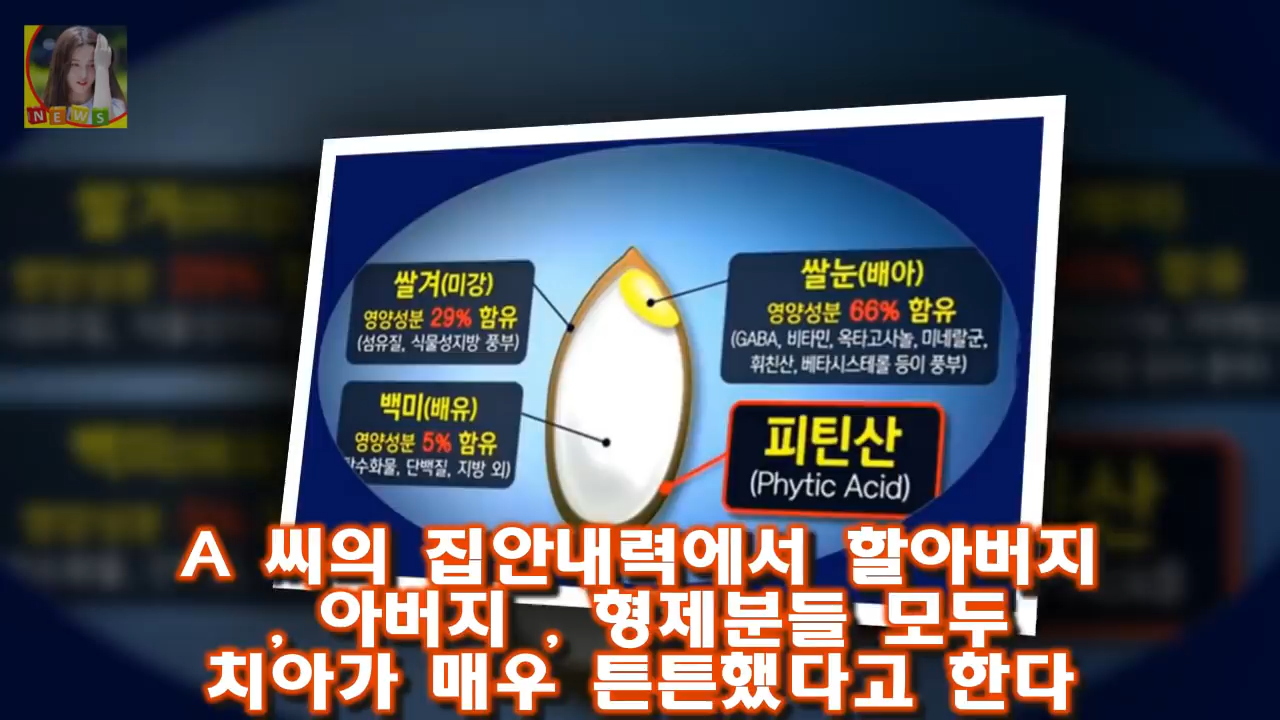 NEWS
쌀겨(미강)
영양성분 29% 함유
(섬유질, 식물성지방 풍부)
쌀눈(배아)
영양성분 66% 함유
(GABA, 비타민, 옥타고사놀, 미네랄군,
휘친산, 베타시스테롤 등이 풍부)
백미(배유)
영양성분 5% 함유
단백질, 지방 외)
피틴산
(Phytic Acid)
A 씨의 집안내력에서 할아버지
, 아버지 , 형제분들 모두
치아가 매우 튼튼했다고 한다